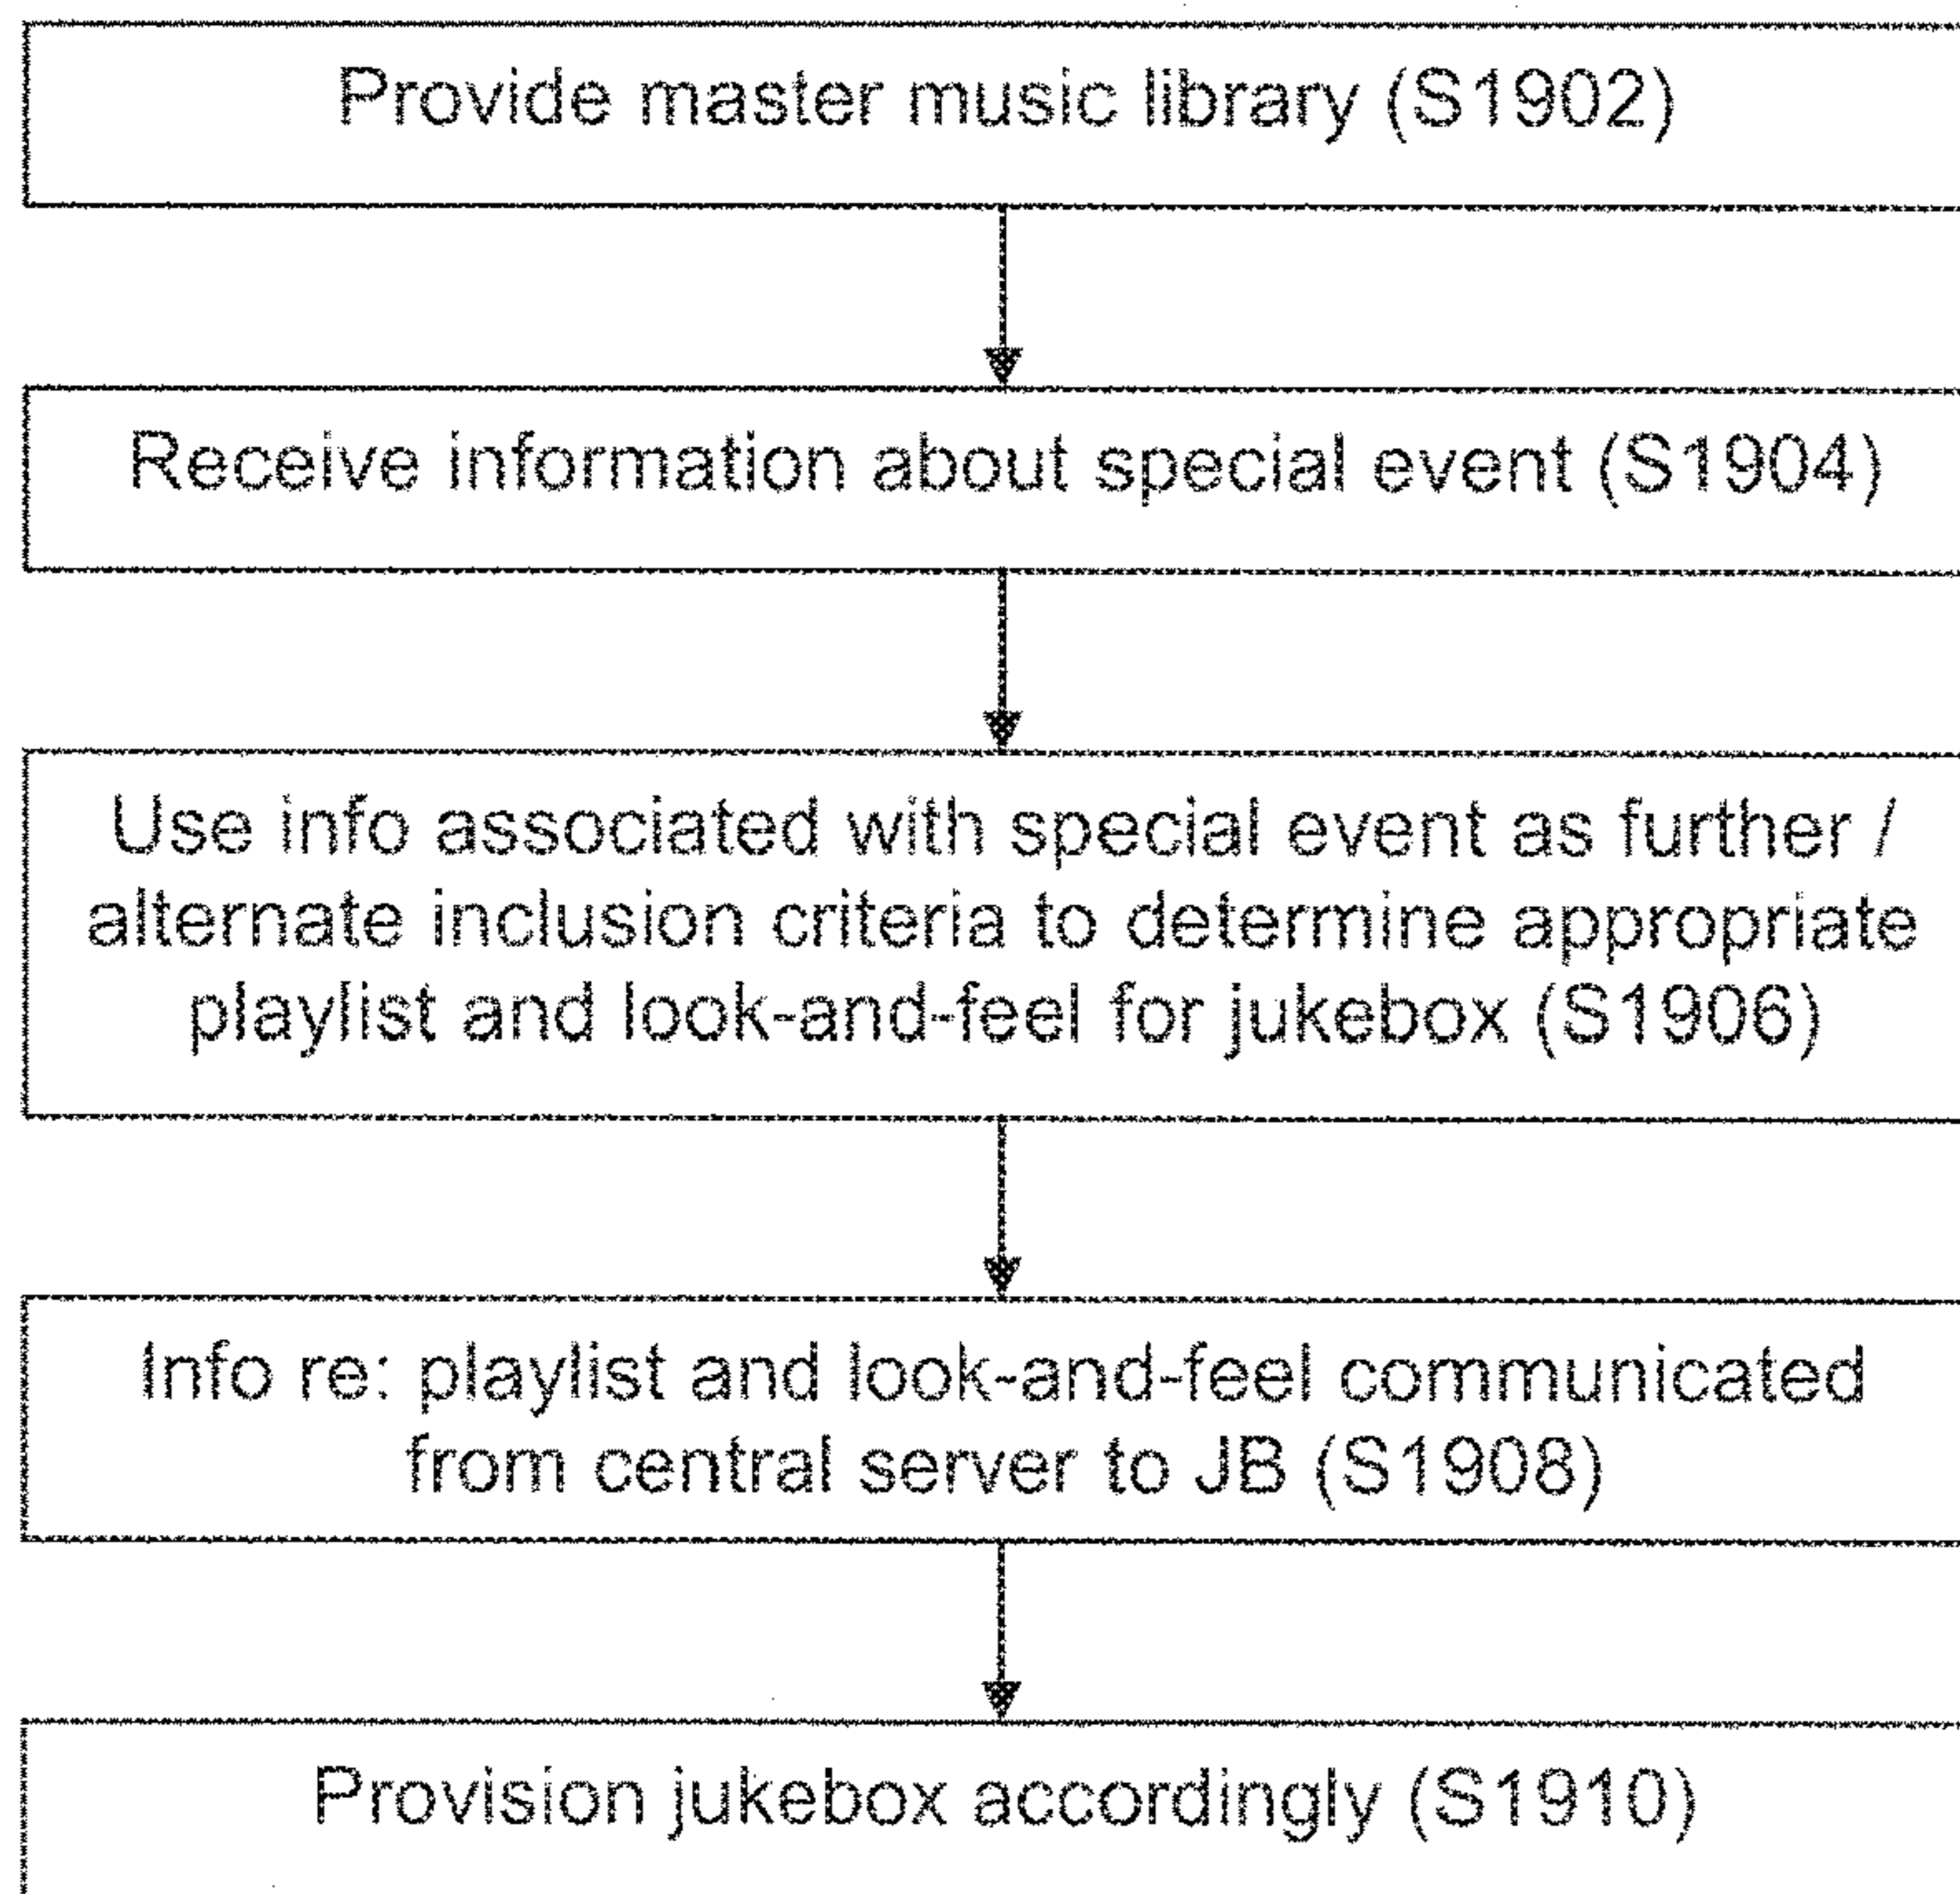 Provide master music library (S1902)
Receive information about special event (S1904)
Use info associated with special event as further /
alternate inclusion criteria to determine appropriate
playlist and look-and-feel for jukebox (S1906)
Info re: playlist and look-and-feel communicated
from central server to JB (S1908)
Provision jukebox accordingly (S1910)